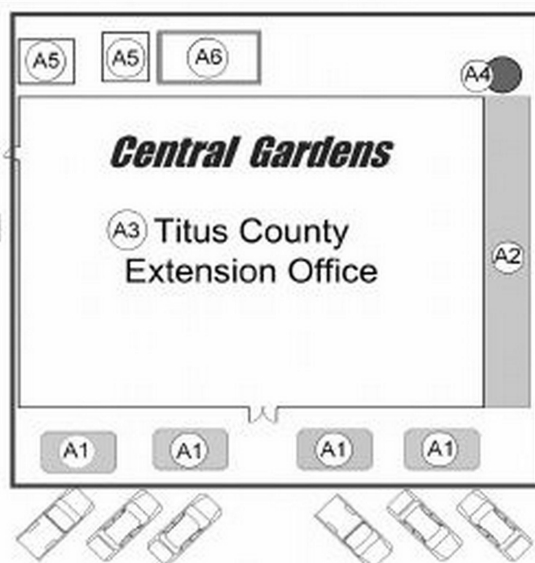 A5
A5
A6
A4
Central Gardens
A3 Titus County
Extension Office
A2
A1
A1
A1
A1